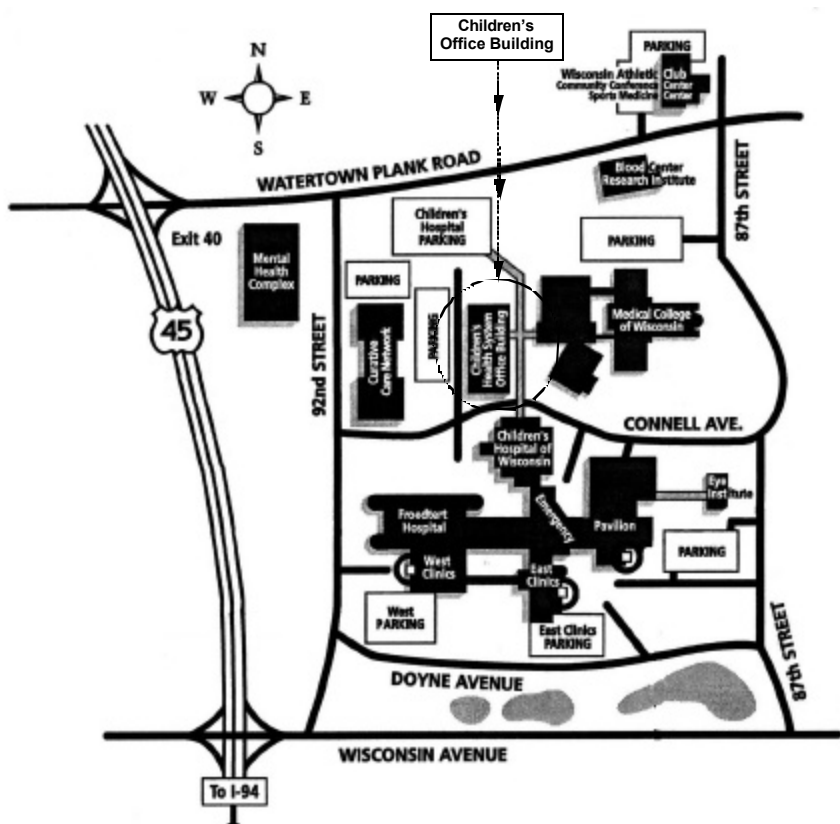 Children's
Office Building
PARKING
Wisconsin Athletic Club
Community Conference Center
Sports Medicine Center
N
W
E
S
WATERTOWN PLANK ROAD
87th STREET
Blood Center
Research Institute
Children's
Hospital
PARKING
PARKING
Exit 40
Mental
Health
Complex
PARKING
45
92nd STREET
Curative
Care Network
PARKING
Children's
Health System
Office Building
Medical College
of Wisconsin
CONNELL AVE.
Children's
Hospital of
Wisconsin
Eye
Institute
Froedtert
Hospital
Emergency
Pavilion
PARKING
West
Clinics
East
Clinics
West
PARKING
East Clinics
PARKING
87th STREET
DOYNE AVENUE
WISCONSIN AVENUE
To I-94